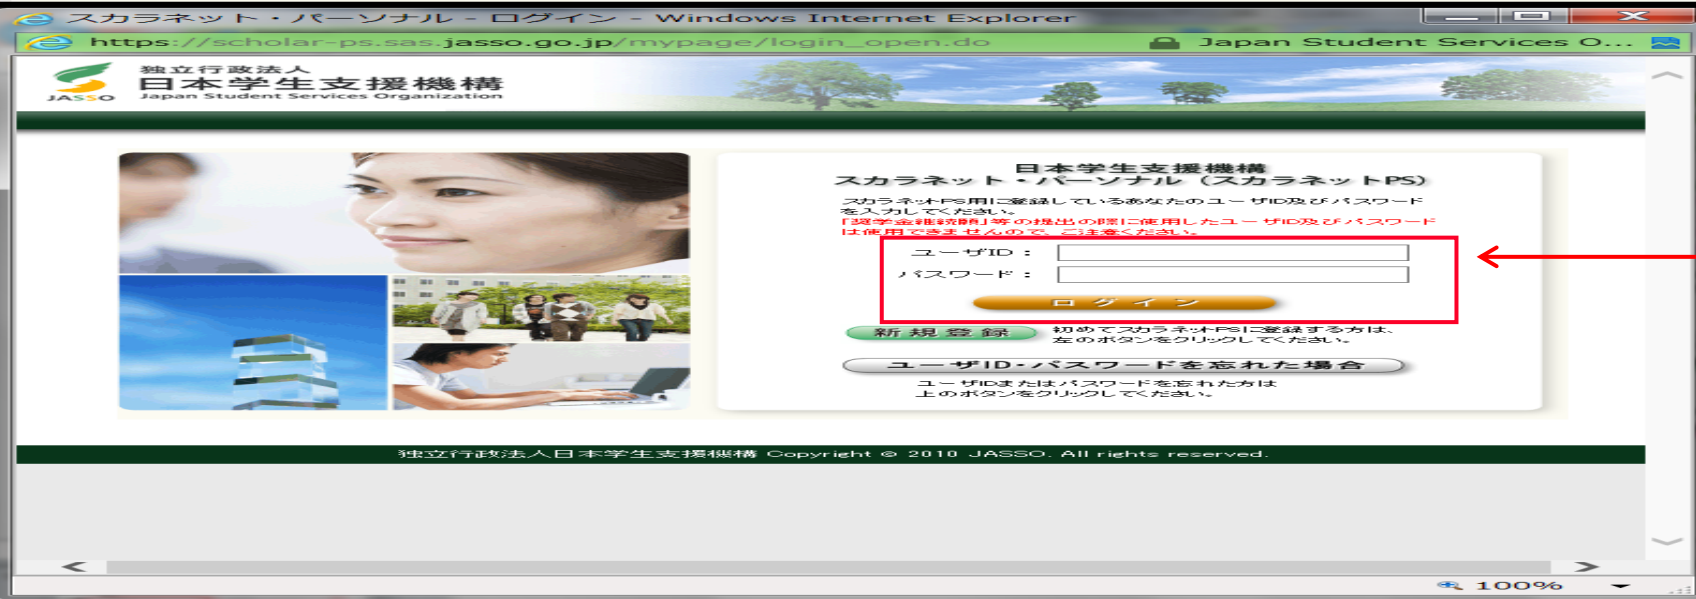 スカラネット・パーソナル - ログイン - Windows Internet Explorer
https://scholar-ps.sas.jasso.go.jp/mypage/login_open.do
Japan Student Services O...
JASSO
独立行政法人
日本学生支援機構
Japan Student Services Organization
日本学生支援機構
スカラネット・パーソナル（スカラネットPS）
スカラネットPS用に登録しているあなたのユーザID及びパスワード
を入力してください。
「奨学金継続願」等の提出の際に使用したユーザID及びパスワード
は使用できませんので、ご注意ください。
ユーザID：
パスワード：
ログイン
新規登録
初めてスカラネットPSに登録する方は、
左のボタンをクリックしてください。
ユーザID・パスワードを忘れた場合
ユーザIDまたはパスワードを忘れた方は
上のボタンをクリックしてください。
独立行政法人日本学生支援機構 Copyright © 2010 JASSO. All rights reserved.
100%